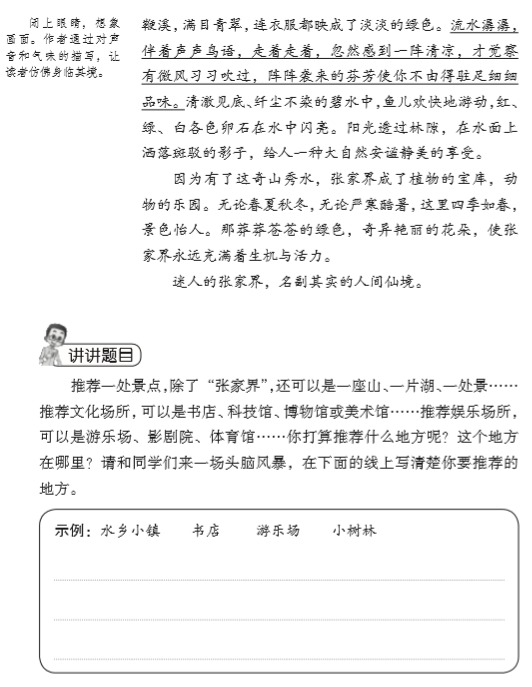 闭上眼睛，想象
画面。作者通过对声
音和气味的描写，让
读者仿佛身临其境。
鞭溪，满目青翠，连衣服都映成了淡淡的绿色。流水潺潺，
伴着声声鸟语，走着走着，忽然感到一阵清凉，才觉察
有微风习习吹过，阵阵袭来的芬芳使你不由得驻足细细
品味。清澈见底、纤尘不染的碧水中，鱼儿欢快地游动，红、
绿、白各色卵石在水中闪亮。阳光透过林隙，在水面上
洒落斑驳的影子，给人一种大自然安谧静美的享受。
因为有了这奇山秀水，张家界成了植物的宝库，动
物的乐园。无论春夏秋冬，无论严寒酷暑，这里四季如春，
景色怡人。那莽莽苍苍的绿色，奇异艳丽的花朵，使张
家界永远充满着生机与活力。
迷人的张家界，名副其实的人间仙境。
讲讲题目
推荐一处景点，除了“张家界”，还可以是一座山、一片湖、一处景……
推荐文化场所，可以是书店、科技馆、博物馆或美术馆……推荐娱乐场所，
可以是游乐场、影剧院、体育馆……你打算推荐什么地方呢？这个地方
在哪里？请和同学们来一场头脑风暴，在下面的线上写清楚你要推荐的
地方。
示例：水乡小镇 书店 游乐场 小树林